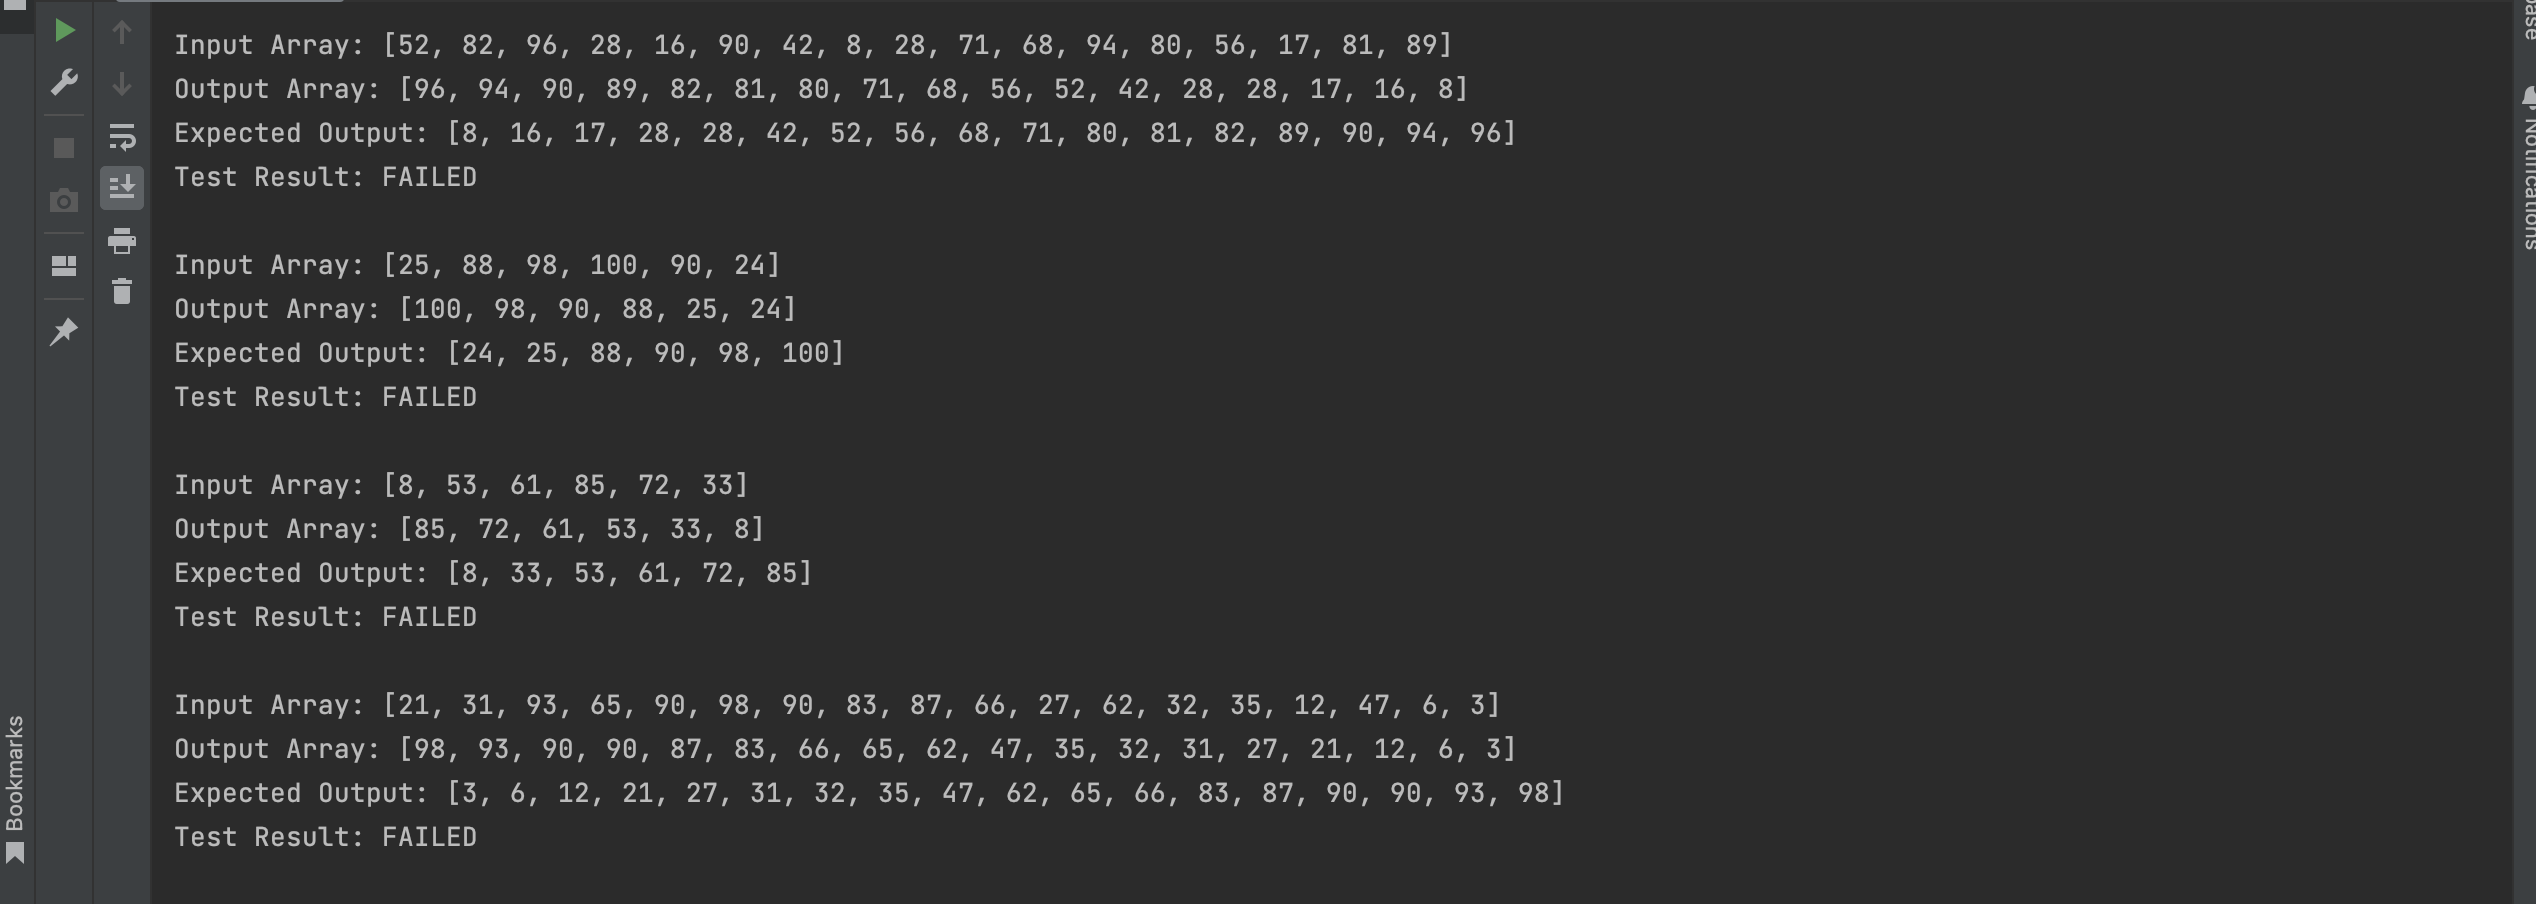 Input Array: [52, 82, 96, 28, 16, 90, 42, 8, 28, 71, 68, 94, 80, 56, 17, 81, 89]
Output Array: [96, 94, 90, 89, 82, 81, 80, 71, 68, 56, 52, 42, 28, 28, 17, 16, 8]
Expected Output: [8, 16, 17, 28, 28, 42, 52, 56, 68, 71, 80, 81, 82, 89, 90, 94, 96]
Test Result: FAILED
Input Array: [25, 88, 98, 100, 90, 24]
Output Array: [100, 98, 90, 88, 25, 24]
Expected Output: [24, 25, 88, 90, 98, 100]
Test Result: FAILED
Input Array: [8, 53, 61, 85, 72, 33]
Output Array: [85, 72, 61, 53, 33, 8]
Expected Output: [8, 33, 53, 61, 72, 85]
Test Result: FAILED
Input Array: [21, 31, 93, 65, 90, 98, 90, 83, 87, 66, 27, 62, 32, 35, 12, 47, 6, 3]
Output Array: [98, 93, 90, 90, 87, 83, 66, 65, 62, 47, 35, 32, 31, 27, 21, 12, 6, 3]
Expected Output: [3, 6, 12, 21, 27, 31, 32, 35, 47, 62, 65, 66, 83, 87, 90, 90, 93, 98]
Test Result: FAILED
Bookmarks
Notifications